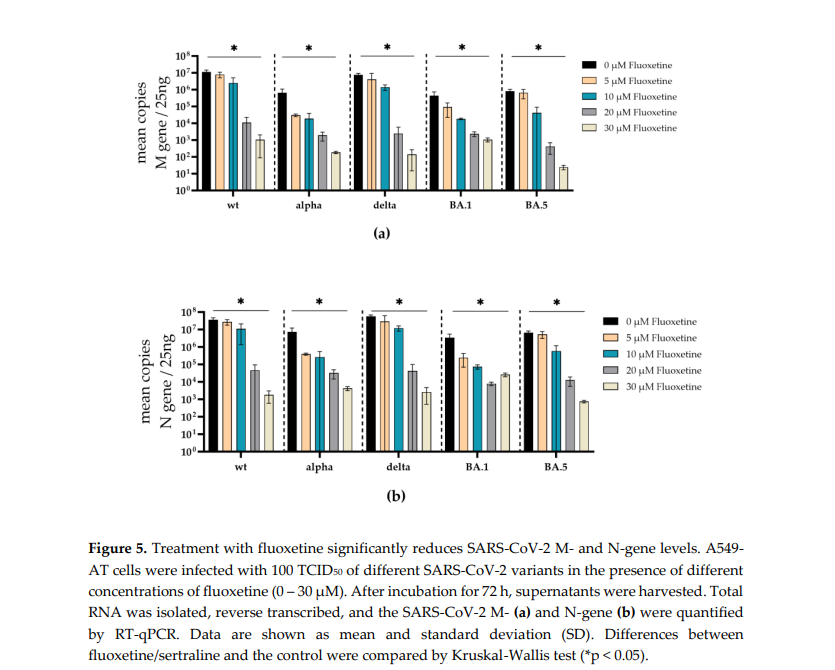 *
*
*
*
*
10⁸
10⁷
10⁶
10⁵
10⁴
10³
10²
10¹
10⁰
mean copies
M gene / 25ng
0 µM Fluoxetine
5 µM Fluoxetine
10 µM Fluoxetine
20 µM Fluoxetine
30 µM Fluoxetine
wt
alpha
delta
BA.1
BA.5
(a)
*
*
*
*
*
10⁸
10⁷
10⁶
10⁵
10⁴
10³
10²
10¹
10⁰
mean copies
N gene / 25ng
0 µM Fluoxetine
5 µM Fluoxetine
10 µM Fluoxetine
20 µM Fluoxetine
30 µM Fluoxetine
wt
alpha
delta
BA.1
BA.5
(b)
Figure 5. Treatment with fluoxetine significantly reduces SARS-CoV-2 M- and N-gene levels. A549-
AT cells were infected with 100 TCID₅₀ of different SARS-CoV-2 variants in the presence of different
concentrations of fluoxetine (0 – 30 µM). After incubation for 72 h, supernatants were harvested. Total
RNA was isolated, reverse transcribed, and the SARS-CoV-2 M- (a) and N-gene (b) were quantified
by RT-qPCR. Data are shown as mean and standard deviation (SD). Differences between
fluoxetine/sertraline and the control were compared by Kruskal-Wallis test (*p < 0.05).